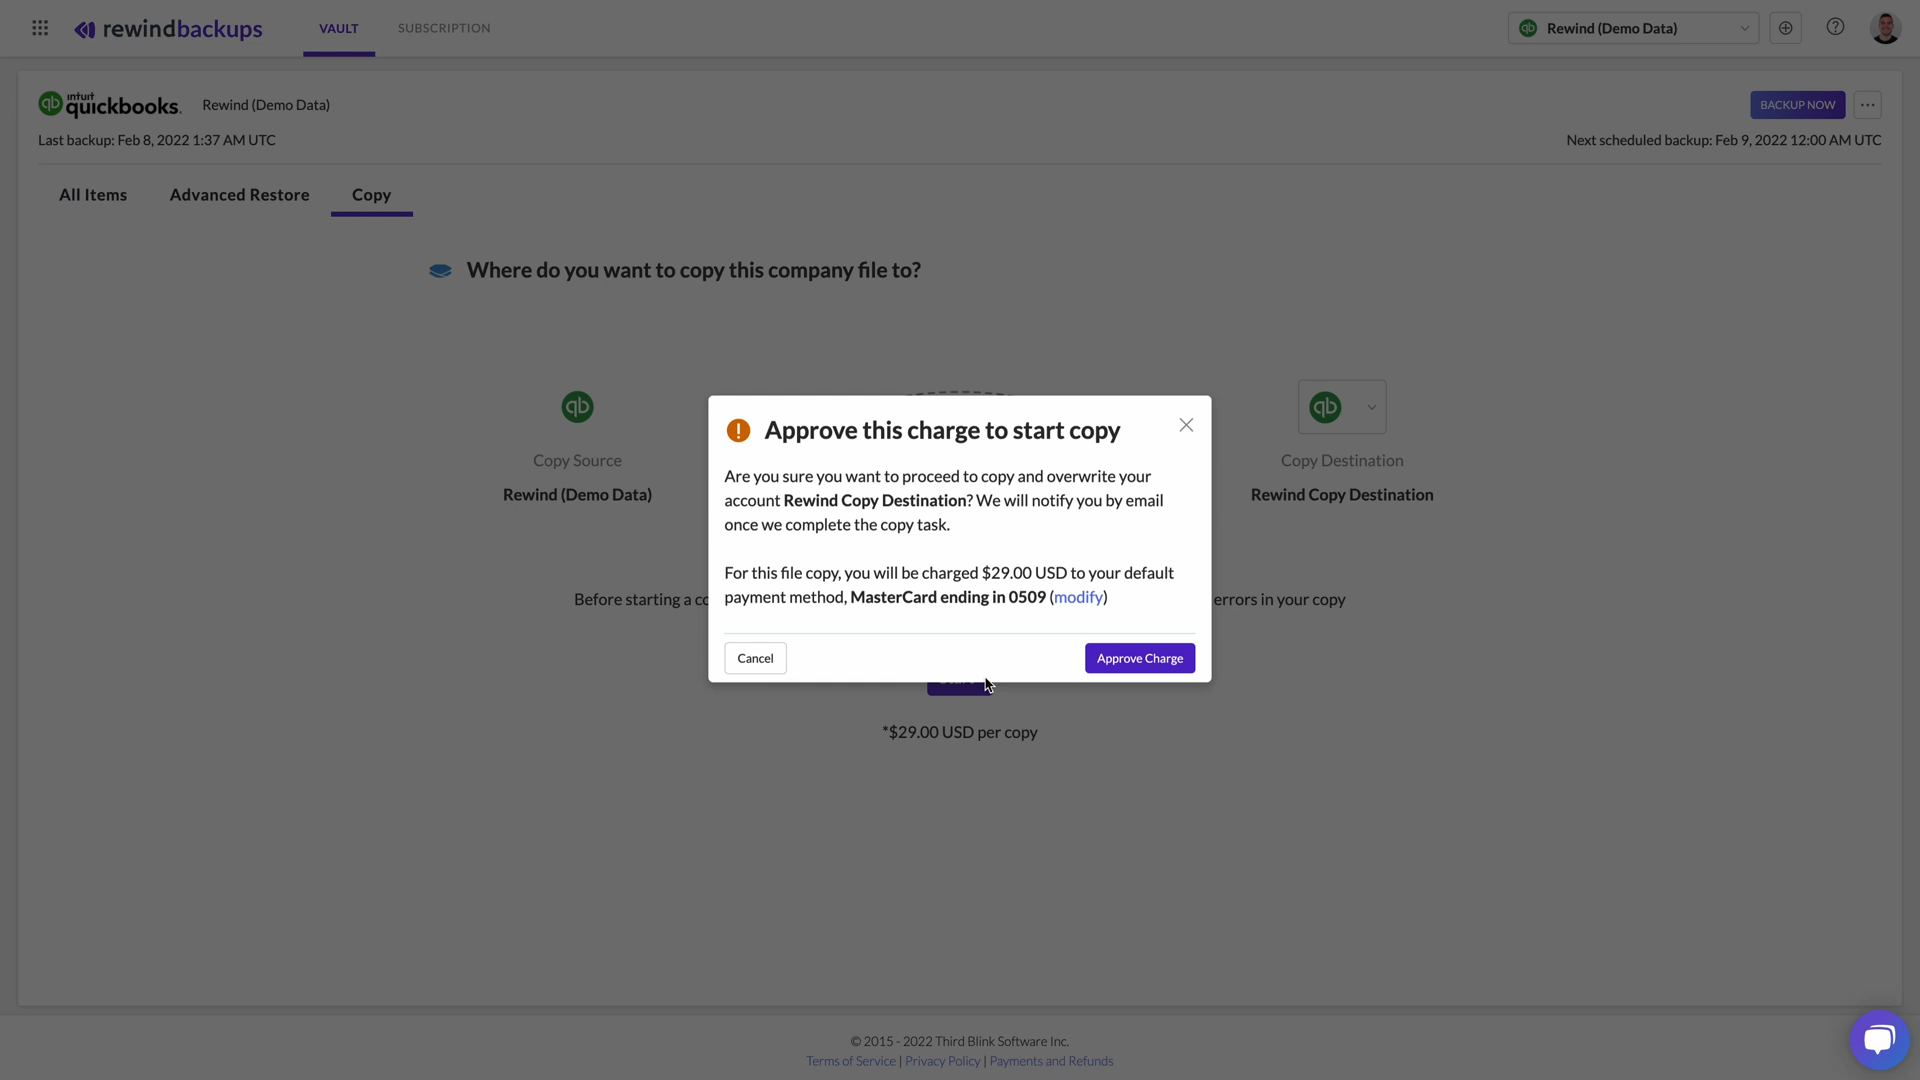 rewindbackups
VAULT
SUBSCRIPTION
qb
Rewind (Demo Data)
?
qb
intuit
quickbooks.
Rewind (Demo Data)
BACKUP NOW
Last backup: Feb 8, 2022 1:37 AM UTC
Next scheduled backup: Feb 9, 2022 12:00 AM UTC
All Items
Advanced Restore
Copy
Where do you want to copy this company file to?
qb
Copy Source
Rewind (Demo Data)
qb
Copy Destination
Rewind Copy Destination
! Approve this charge to start copy
Are you sure you want to proceed to copy and overwrite your
account Rewind Copy Destination? We will notify you by email
once we complete the copy task.
For this file copy, you will be charged $29.00 USD to your default
payment method, MasterCard ending in 0509 (modify)
Cancel
Approve Charge
Before starting a
errors in your copy
*$29.00 USD per copy
© 2015 - 2022 Third Blink Software Inc.
Terms of Service | Privacy Policy | Payments and Refunds